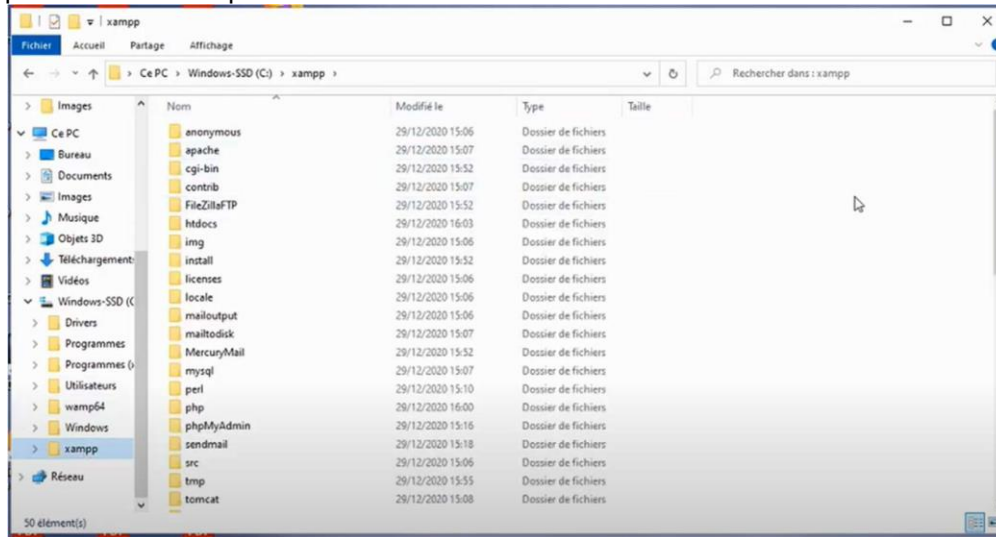 xampp
Fichier Accueil Partage Affichage
Ce PC > Windows-SSD (C:) > xampp >
Rechercher dans : xampp
Images
Ce PC
Bureau
Documents
Images
Musique
Objets 3D
Téléchargement
Vidéos
Windows-SSD (C
Drivers
Programmes
Programmes (
Utilisateurs
wamp64
Windows
xampp
Réseau
Nom Modifié le Type Taille
anonymous 29/12/2020 15:06 Dossier de fichiers
apache 29/12/2020 15:07 Dossier de fichiers
cgi-bin 29/12/2020 15:52 Dossier de fichiers
contrib 29/12/2020 15:07 Dossier de fichiers
FileZillaFTP 29/12/2020 15:52 Dossier de fichiers
htdocs 29/12/2020 16:03 Dossier de fichiers
img 29/12/2020 15:06 Dossier de fichiers
install 29/12/2020 15:52 Dossier de fichiers
licenses 29/12/2020 15:06 Dossier de fichiers
locale 29/12/2020 15:06 Dossier de fichiers
mailoutput 29/12/2020 15:06 Dossier de fichiers
mailtodisk 29/12/2020 15:07 Dossier de fichiers
MercuryMail 29/12/2020 15:52 Dossier de fichiers
mysql 29/12/2020 15:07 Dossier de fichiers
perl 29/12/2020 15:10 Dossier de fichiers
php 29/12/2020 16:00 Dossier de fichiers
phpMyAdmin 29/12/2020 15:16 Dossier de fichiers
sendmail 29/12/2020 15:18 Dossier de fichiers
src 29/12/2020 15:06 Dossier de fichiers
tmp 29/12/2020 15:55 Dossier de fichiers
tomcat 29/12/2020 15:08 Dossier de fichiers
50 élément(s)